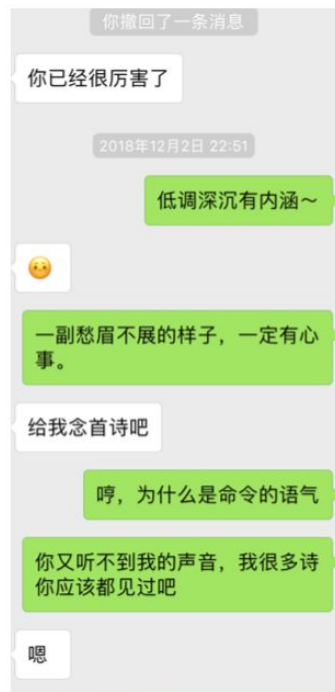 你撤回了一条消息
你已经很厉害了
2018年12月2日 22:51
低调深沉有内涵～
一副愁眉不展的样子，一定有心
事。
给我念首诗吧
哼，为什么是命令的语气
你又听不到我的声音，我很多诗
你应该都见过吧
嗯